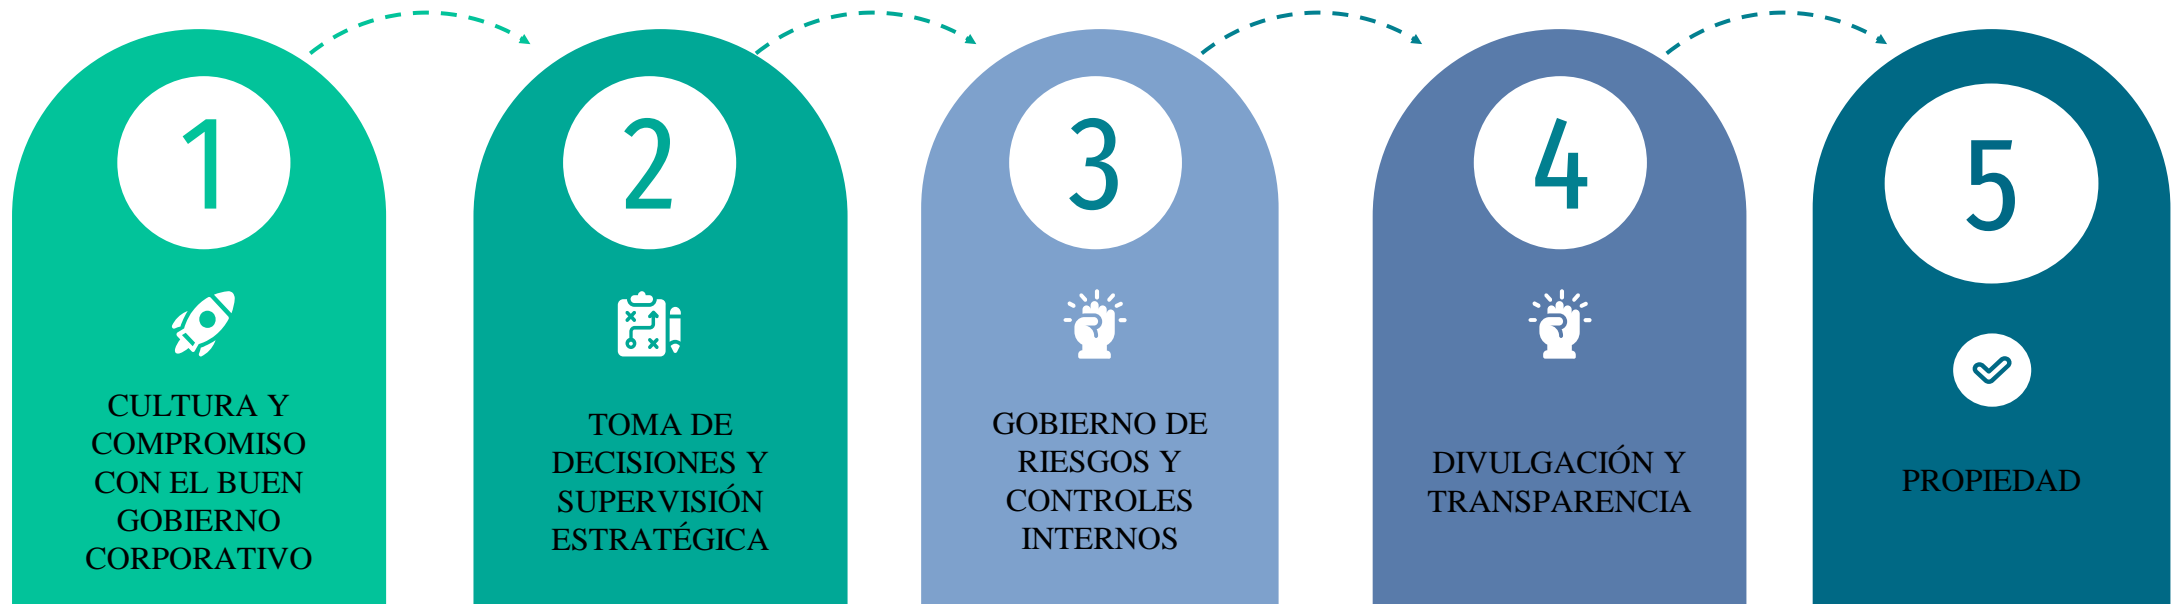 1
CULTURA Y
COMPROMISO
CON EL BUEN
GOBIERNO
CORPORATIVO
2
TOMA DE
DECISIONES Y
SUPERVISIÓN
ESTRATÉGICA
3
GOBIERNO DE
RIESGOS Y
CONTROLES
INTERNOS
4
DIVULGACIÓN Y
TRANSPARENCIA
5
PROPIEDAD